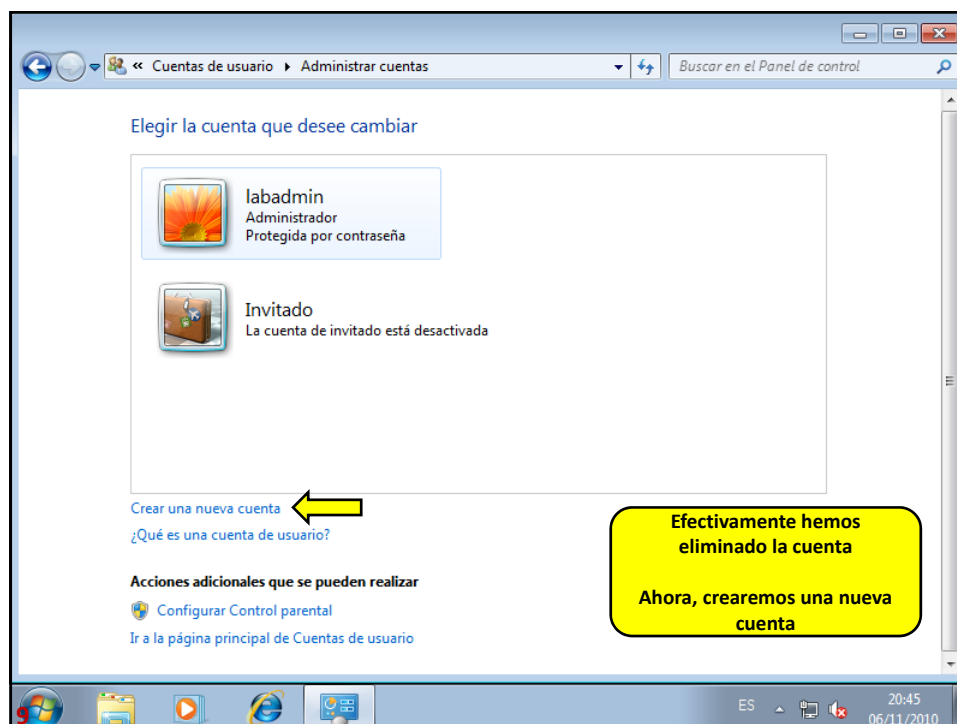 « Cuentas de usuario ▸ Administrar cuentas
Buscar en el Panel de control
Elegir la cuenta que desee cambiar
labadmin
Administrador
Protegida por contraseña
Invitado
La cuenta de invitado está desactivada
Crear una nueva cuenta
¿Qué es una cuenta de usuario?
Acciones adicionales que se pueden realizar
Configurar Control parental
Ir a la página principal de Cuentas de usuario
Efectivamente hemos
eliminado la cuenta
Ahora, crearemos una nueva
cuenta
9
ES
20:45
06/11/2010